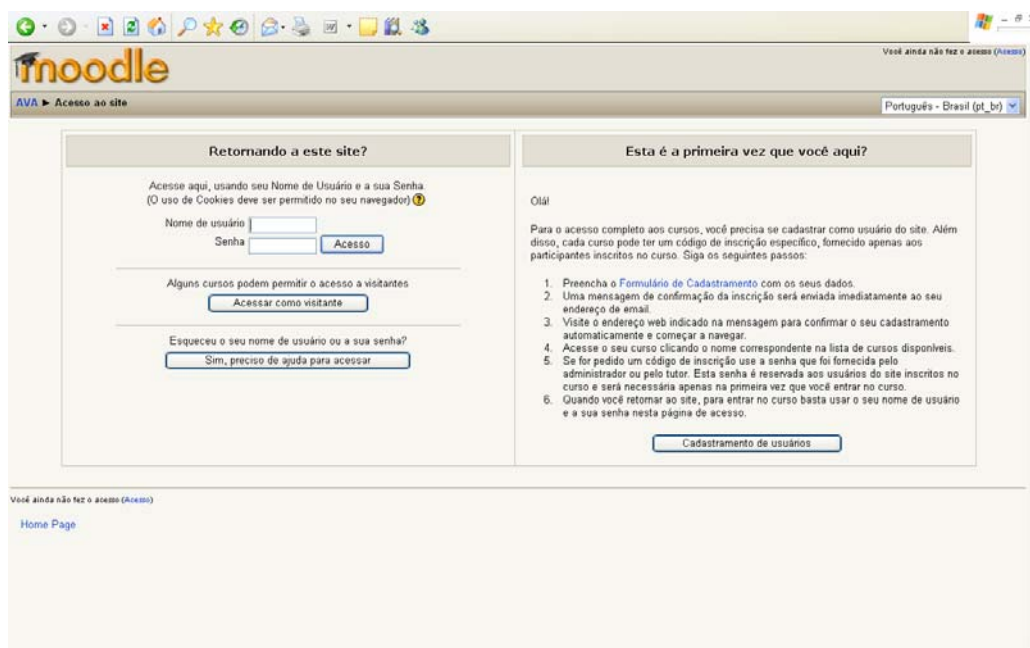 moodle
Você ainda não fez o acesso (Acesso)
AVA ► Acesso ao site
Português - Brasil (pt_br)
Retornando a este site?
Acesse aqui, usando seu Nome de Usuário e a sua Senha
(O uso de Cookies deve ser permitido no seu navegador)
Nome de usuário
Senha
Acesso
Alguns cursos podem permitir o acesso a visitantes
Acessar como visitante
Esqueceu o seu nome de usuário ou a sua senha?
Sim, preciso de ajuda para acessar
Esta é a primeira vez que você aqui?
Olá!
Para o acesso completo aos cursos, você precisa se cadastrar como usuário do site. Além
disso, cada curso pode ter um código de inscrição específico, fornecido apenas aos
participantes inscritos no curso. Siga os seguintes passos:
1. Preencha o Formulário de Cadastramento com os seus dados.
2. Uma mensagem de confirmação da inscrição será enviada imediatamente ao seu
endereço de email.
3. Visite o endereço web indicado na mensagem para confirmar o seu cadastramento
automaticamente e começar a navegar.
4. Acesse o seu curso clicando o nome correspondente na lista de cursos disponíveis.
5. Se for pedido um código de inscrição use a senha que foi fornecida pelo
administrador ou pelo tutor. Esta senha é reservada aos usuários do site inscritos no
curso e será necessária apenas na primeira vez que você entrar no curso.
6. Quando você retornar ao site, para entrar no curso basta usar o seu nome de usuário
e a sua senha nesta página de acesso.
Cadastramento de usuários
Você ainda não fez o acesso (Acesso)
Home Page